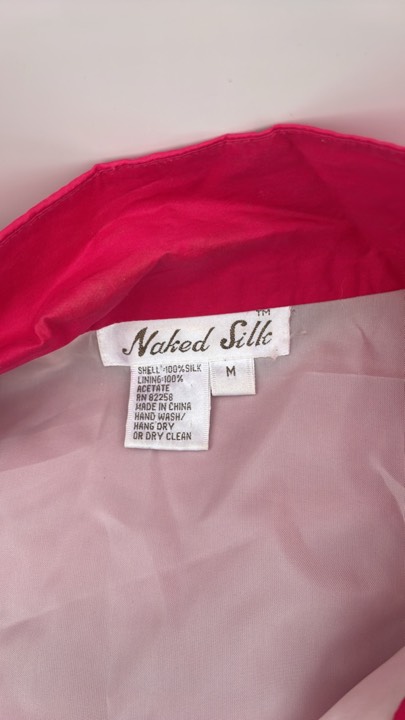 TM
Naked Silk
SHELL:100%SILK
LINING:100%
ACETATE
RN 82258
MADE IN CHINA
HAND WASH/
HANG DRY
OR DRY CLEAN
M